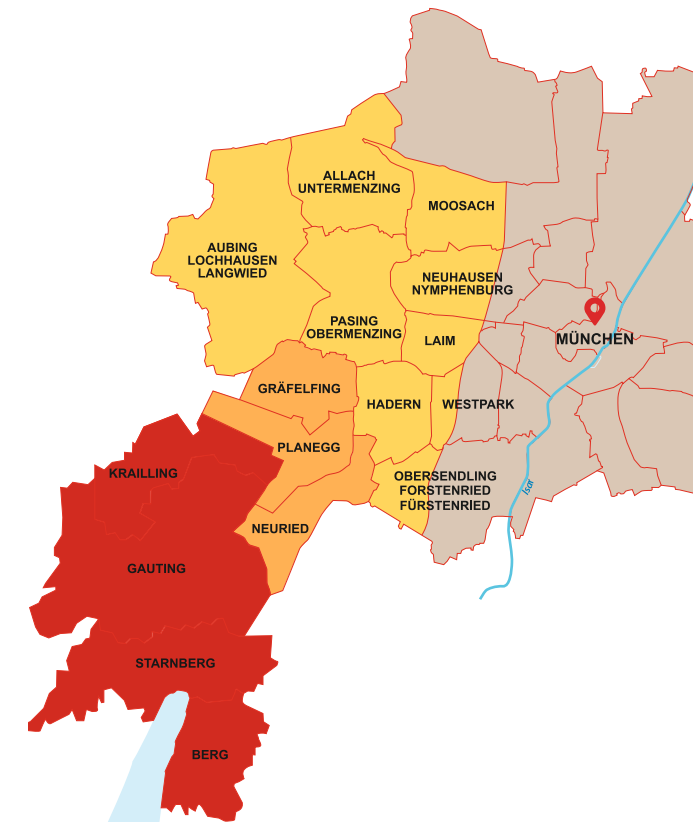 ALLACH
UNTERMENZING
MOOSACH
AUBING
LOCHHAUSEN
LANGWIED
NEUHAUSEN
NYMPHENBURG
PASING
OBERMENZING
LAIM
MÜNCHEN
GRÄFELFING
HADERN
WESTPARK
PLANEGG
KRAILLING
OBERSENDLING
FORSTENRIED
FÜRSTENRIED
Isar
NEURIED
GAUTING
STARNBERG
BERG